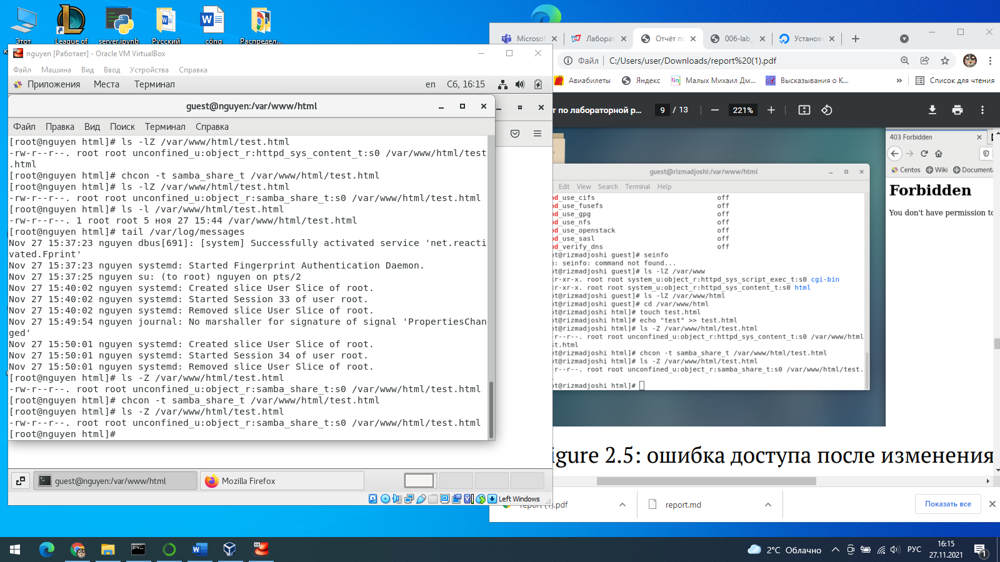 Этот
League of
server.ipynb
Русский
công
Распредел...
nguyen [Работает] - Oracle VM VirtualBox
Файл Машина Вид Ввод Устройства Справка
Приложения Места Терминал en Сб, 16:15
guest@nguyen:/var/www/html
Файл Правка Вид Поиск Терминал Справка
[root@nguyen html]# ls -lZ /var/www/html/test.html
-rw-r--r--. root root unconfined_u:object_r:httpd_sys_content_t:s0 /var/www/html/test
.html
[root@nguyen html]# chcon -t samba_share_t /var/www/html/test.html
[root@nguyen html]# ls -lZ /var/www/html/test.html
-rw-r--r--. root root unconfined_u:object_r:samba_share_t:s0 /var/www/html/test.html
[root@nguyen html]# ls -l /var/www/html/test.html
-rw-r--r--. 1 root root 5 ноя 27 15:44 /var/www/html/test.html
[root@nguyen html]# tail /var/log/messages
Nov 27 15:37:23 nguyen dbus[691]: [system] Successfully activated service 'net.reacti
vated.Fprint'
Nov 27 15:37:23 nguyen systemd: Started Fingerprint Authentication Daemon.
Nov 27 15:37:25 nguyen su: (to root) nguyen on pts/2
Nov 27 15:40:02 nguyen systemd: Created slice User Slice of root.
Nov 27 15:40:02 nguyen systemd: Started Session 33 of user root.
Nov 27 15:40:02 nguyen systemd: Removed slice User Slice of root.
Nov 27 15:49:54 nguyen journal: No marshaller for signature of signal 'PropertiesChan
ged'
Nov 27 15:50:01 nguyen systemd: Created slice User Slice of root.
Nov 27 15:50:01 nguyen systemd: Started Session 34 of user root.
Nov 27 15:50:01 nguyen systemd: Removed slice User Slice of root.
[root@nguyen html]# ls -Z /var/www/html/test.html
-rw-r--r--. root root unconfined_u:object_r:samba_share_t:s0 /var/www/html/test.html
[root@nguyen html]# chcon -t samba_share_t /var/www/html/test.html
[root@nguyen html]# ls -Z /var/www/html/test.html
-rw-r--r--. root root unconfined_u:object_r:samba_share_t:s0 /var/www/html/test.html
[root@nguyen html]#
guest@nguyen:/var/www/html
Mozilla Firefox
Left Windows
Microsof
Лаборат
Отчёт по
006-lab_
Установ
Файл C:/Users/user/Downloads/report%20(1).pdf
Авиабилеты Яндекс Малых Михаил Дм... Высказывания о К... » Список для чтения
т по лабораторной р... 9 / 13 221%
guest@rizmadjoshi:/var/www/html
Edit View Search Terminal Help
d_use_cifs off
d_use_fusefs off
d_use_gpg off
d_use_nfs off
d_use_openstack off
d_use_sasl off
d_verify_dns off
t@rizmadjoshi guest]# seinfo
: seinfo: command not found...
t@rizmadjoshi guest]# ls -lZ /var/www
xr-xr-x. root root system_u:object_r:httpd_sys_script_exec_t:s0 cgi-bin
xr-xr-x. root root system_u:object_r:httpd_sys_content_t:s0 html
t@rizmadjoshi guest]# ls -lZ /var/www/html
t@rizmadjoshi guest]# cd /var/www/html
t@rizmadjoshi html]# touch test.html
t@rizmadjoshi html]# echo "test" >> test.html
t@rizmadjoshi html]# ls -Z /var/www/html/test.html
-r--r--. root root unconfined_u:object_r:httpd_sys_content_t:s0 /var/www/html
st.html
t@rizmadjoshi html]# chcon -t samba_share_t /var/www/html/test.html
t@rizmadjoshi html]# ls -Z /var/www/html/test.html
-r--r--. root root unconfined_u:object_r:samba_share_t:s0 /var/www/html/test.
t@rizmadjoshi html]#
403 Forbidden
Centos Wiki Documenta
Forbidden
You don't have permission to
igure 2.5: ошибка доступа после изменения
report (1).pdf
report.md
Показать все
2°C Облачно РУС
16:15
27.11.2021
1